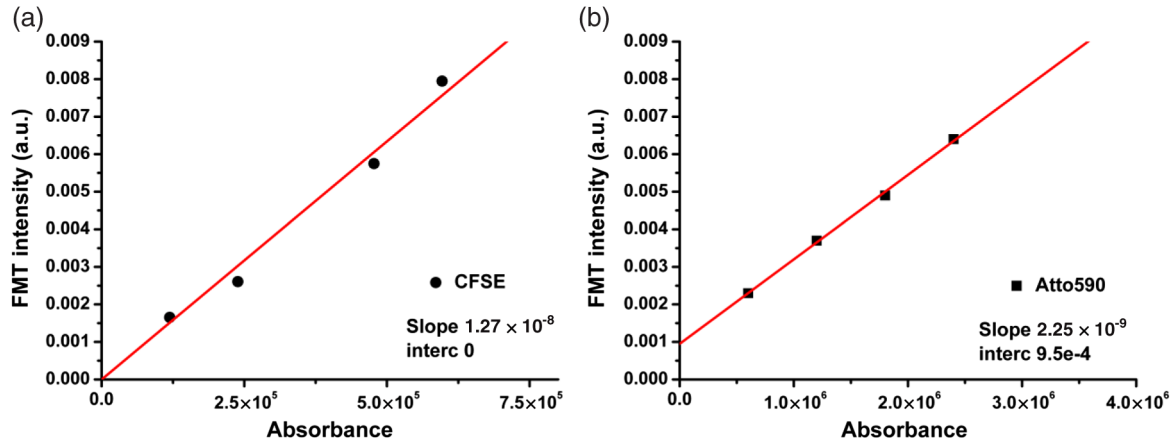 (a)
FMT intensity (a.u.)
0.009
0.008
0.007
0.006
0.005
0.004
0.003
0.002
0.001
0.000
CFSE
Slope 1.27 × 10⁻⁸
interc 0
0.0 2.5×10⁵ 5.0×10⁵ 7.5×10⁵
Absorbance
(b)
FMT intensity (a.u.)
0.009
0.008
0.007
0.006
0.005
0.004
0.003
0.002
0.001
0.000
Atto590
Slope 2.25 × 10⁻⁹
interc 9.5e-4
0.0 1.0×10⁶ 2.0×10⁶ 3.0×10⁶ 4.0×10⁶
Absorbance